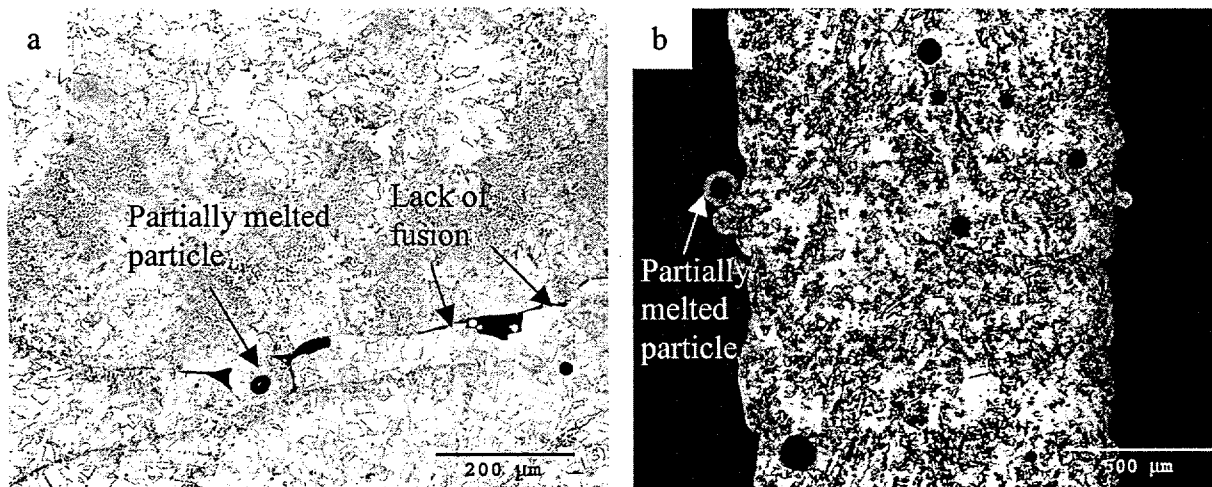 a
Partially melted
particle
Lack of
fusion
200 µm
b
Partially
melted
particle
500 µm